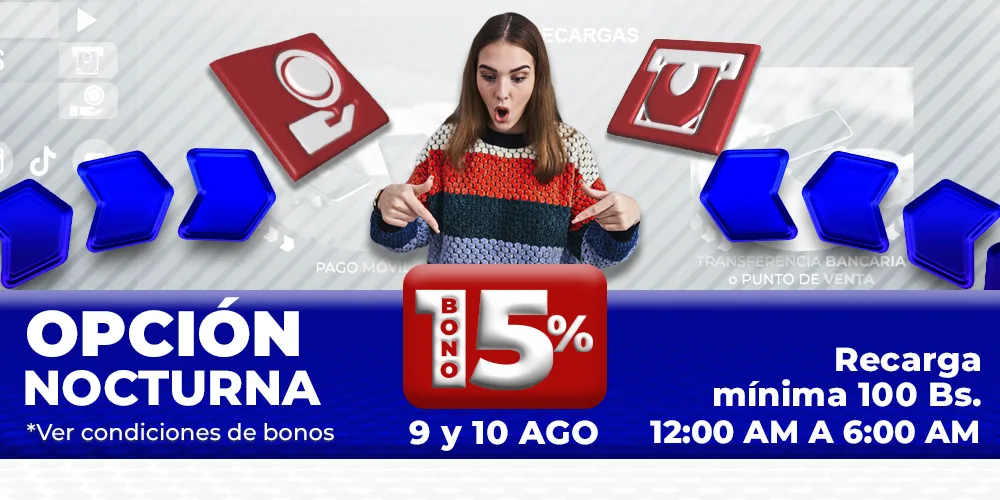 ECARGAS
PAGO MÓVIL
TRANSFERENCIA BANCARIA
o PUNTO DE VENTA
OPCIÓN
NOCTURNA
*Ver condiciones de bonos
BONO
15%
9 y 10 AGO
Recarga
mínima 100 Bs.
12:00 AM A 6:00 AM